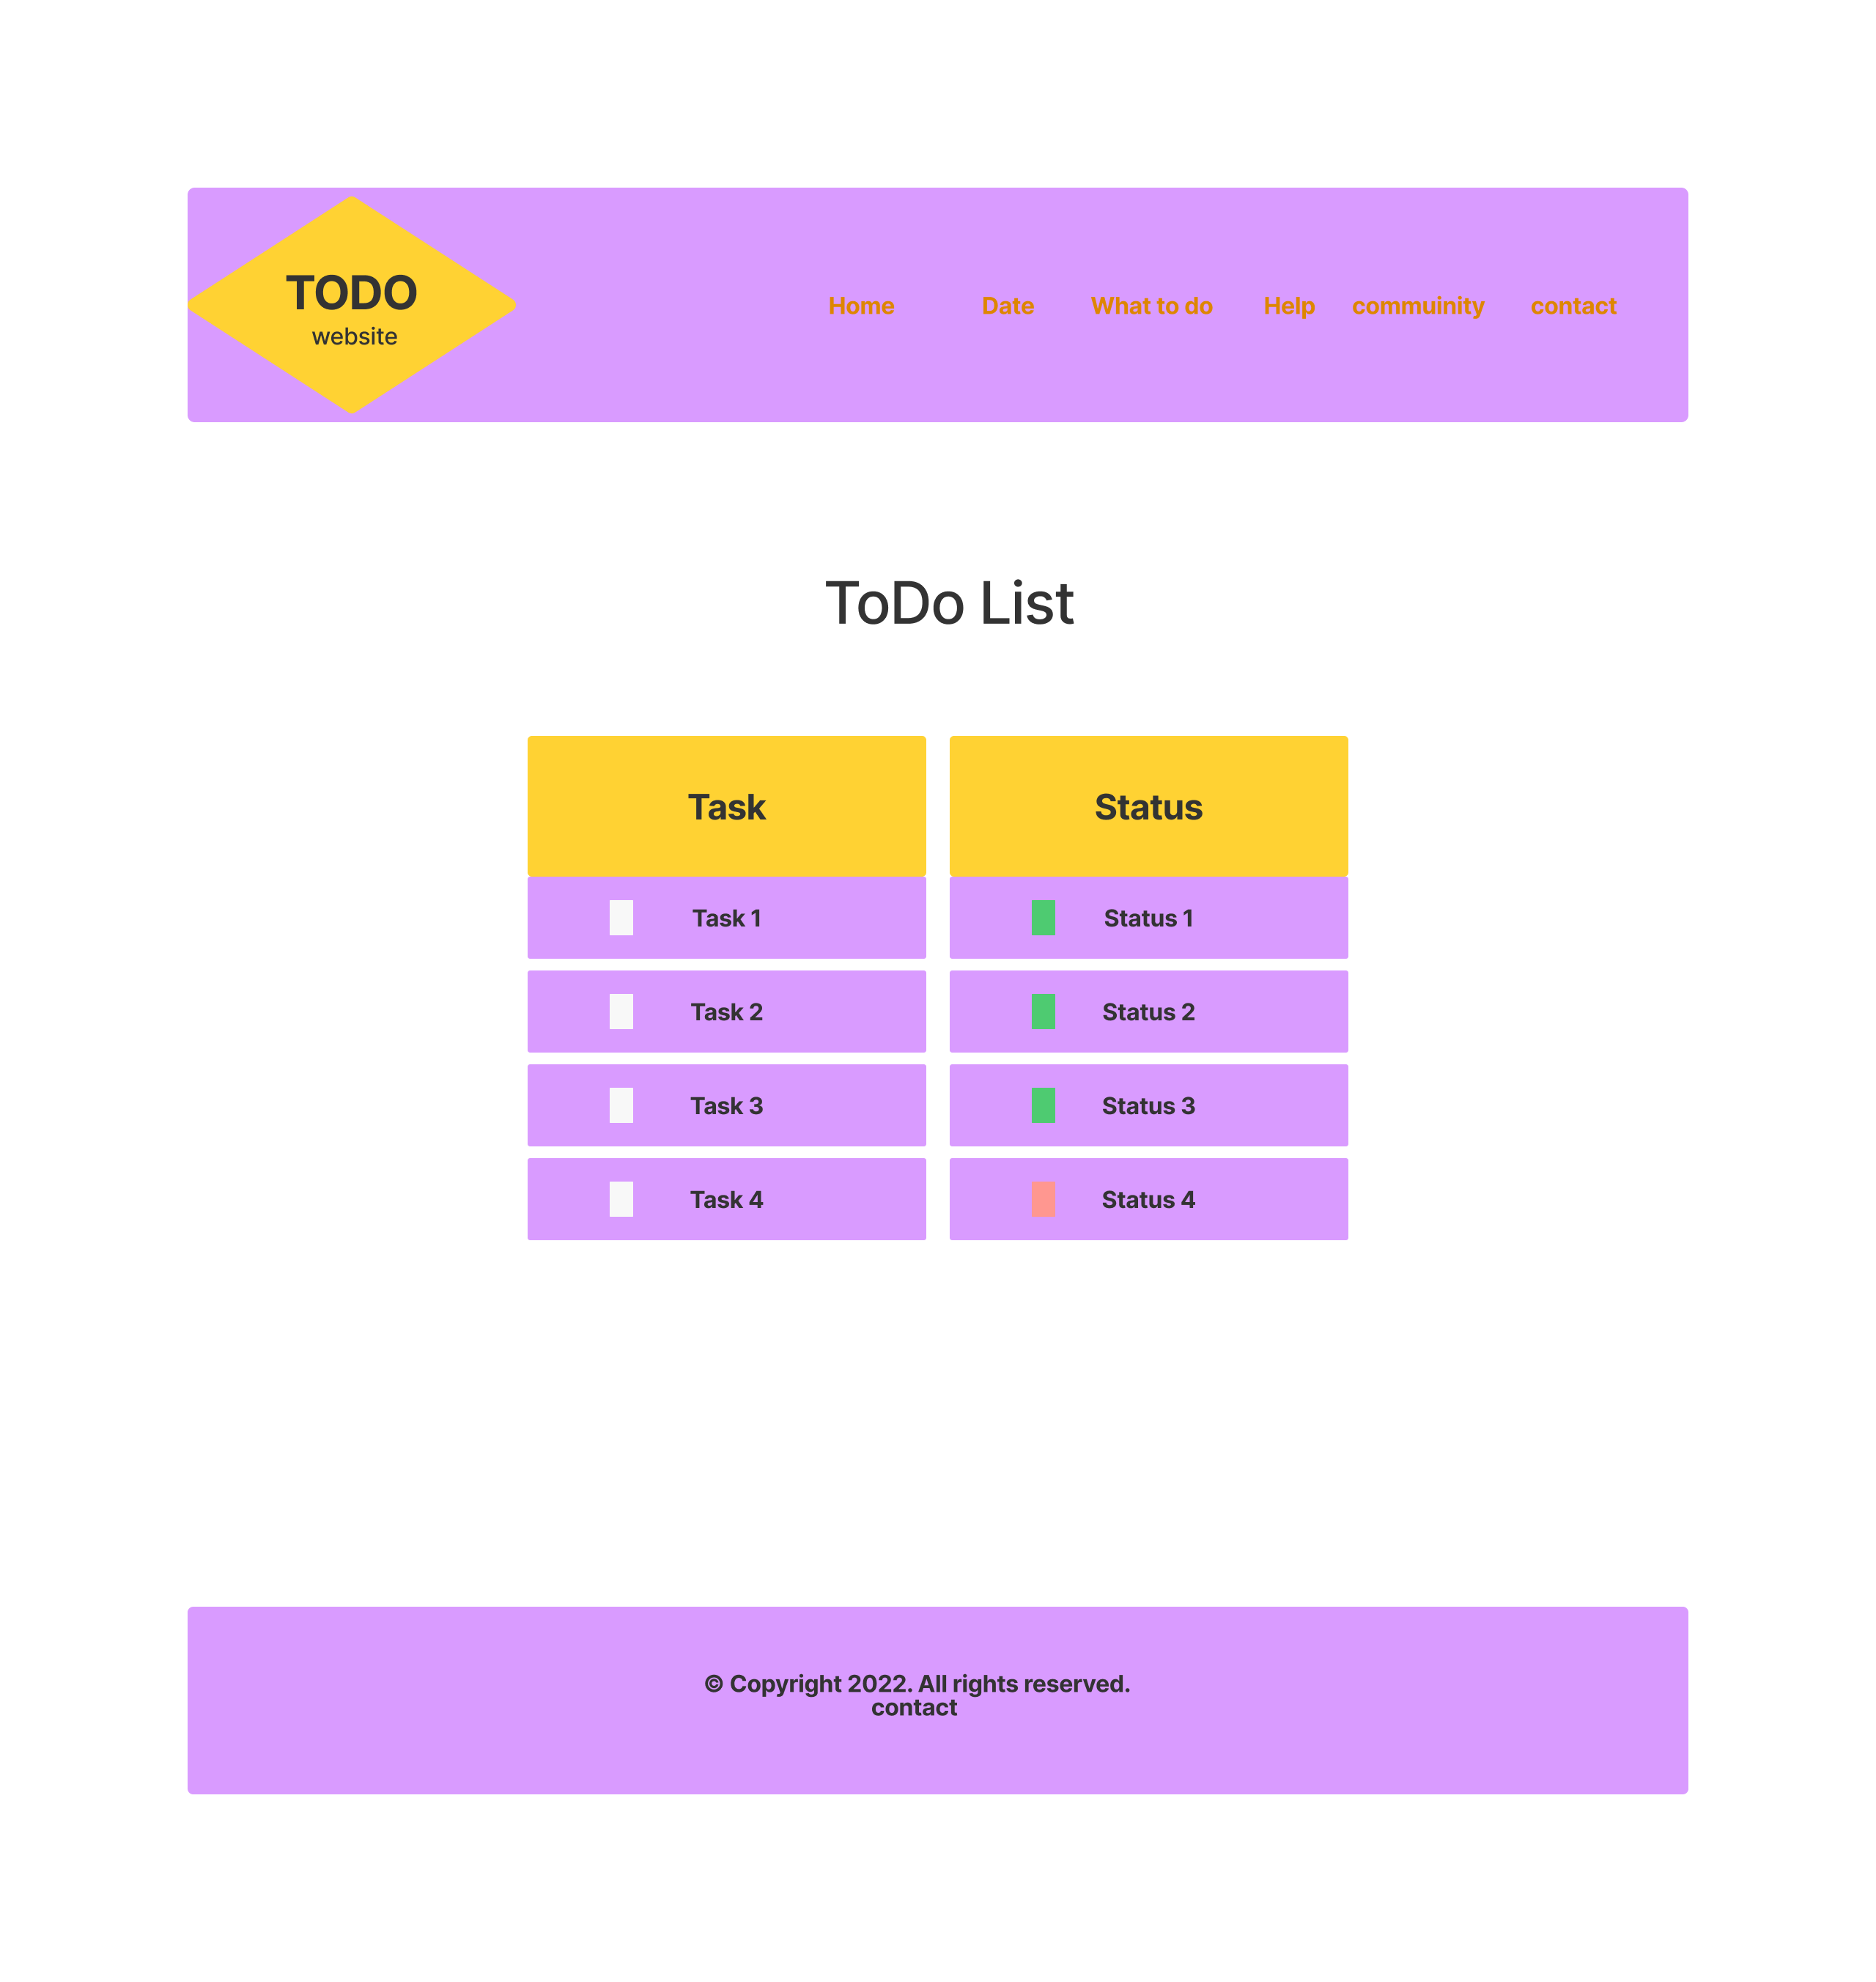 TODO
website
Home Date What to do Help commuinity contact
ToDo List
Task Status
Task 1 Status 1
Task 2 Status 2
Task 3 Status 3
Task 4 Status 4
© Copyright 2022. All rights reserved.
contact